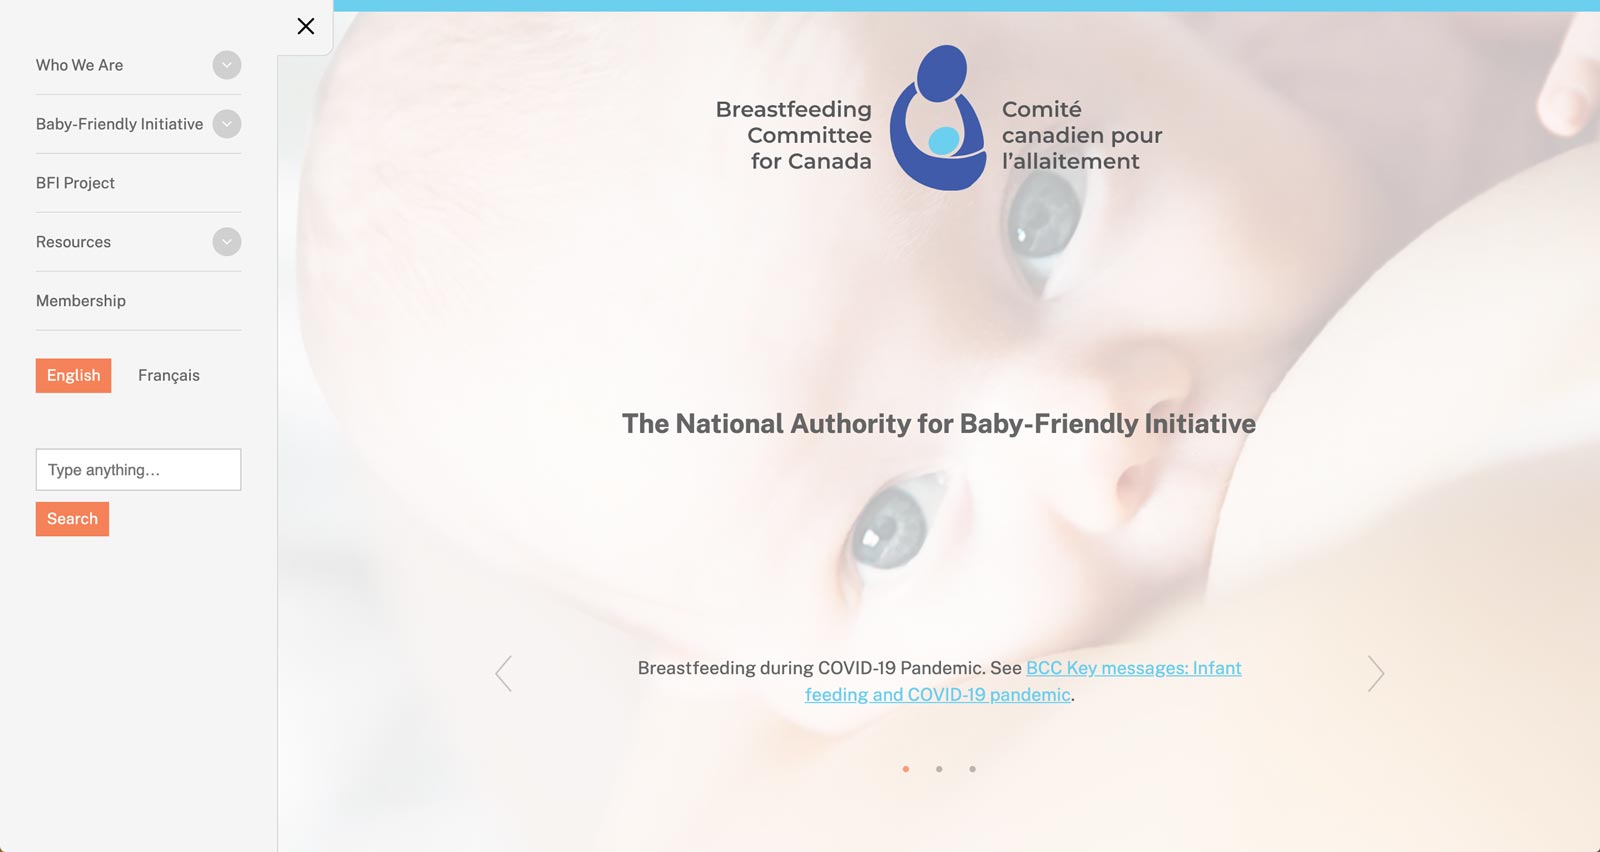 Who We Are
Baby-Friendly Initiative
BFI Project
Resources
Membership
English
Français
Type anything...
Search
Breastfeeding
Committee
for Canada
Comité
canadien pour
l’allaitement
The National Authority for Baby-Friendly Initiative
Breastfeeding during COVID-19 Pandemic. See BCC Key messages: Infant
feeding and COVID-19 pandemic.